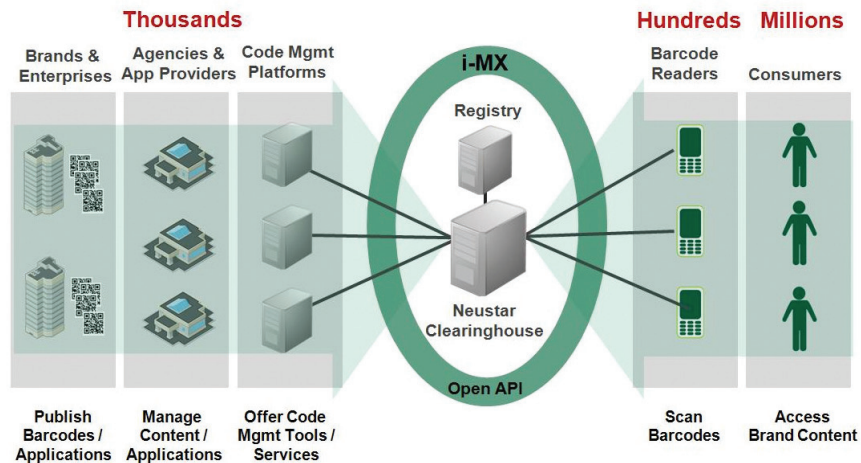 Thousands
Hundreds
Millions
Brands &
Enterprises
Agencies &
App Providers
Code Mgmt
Platforms
i-MX
Registry
Neustar
Clearinghouse
Open API
Barcode
Readers
Consumers
Publish
Barcodes /
Applications
Manage
Content /
Applications
Offer Code
Mgmt Tools /
Services
Scan
Barcodes
Access
Brand Content